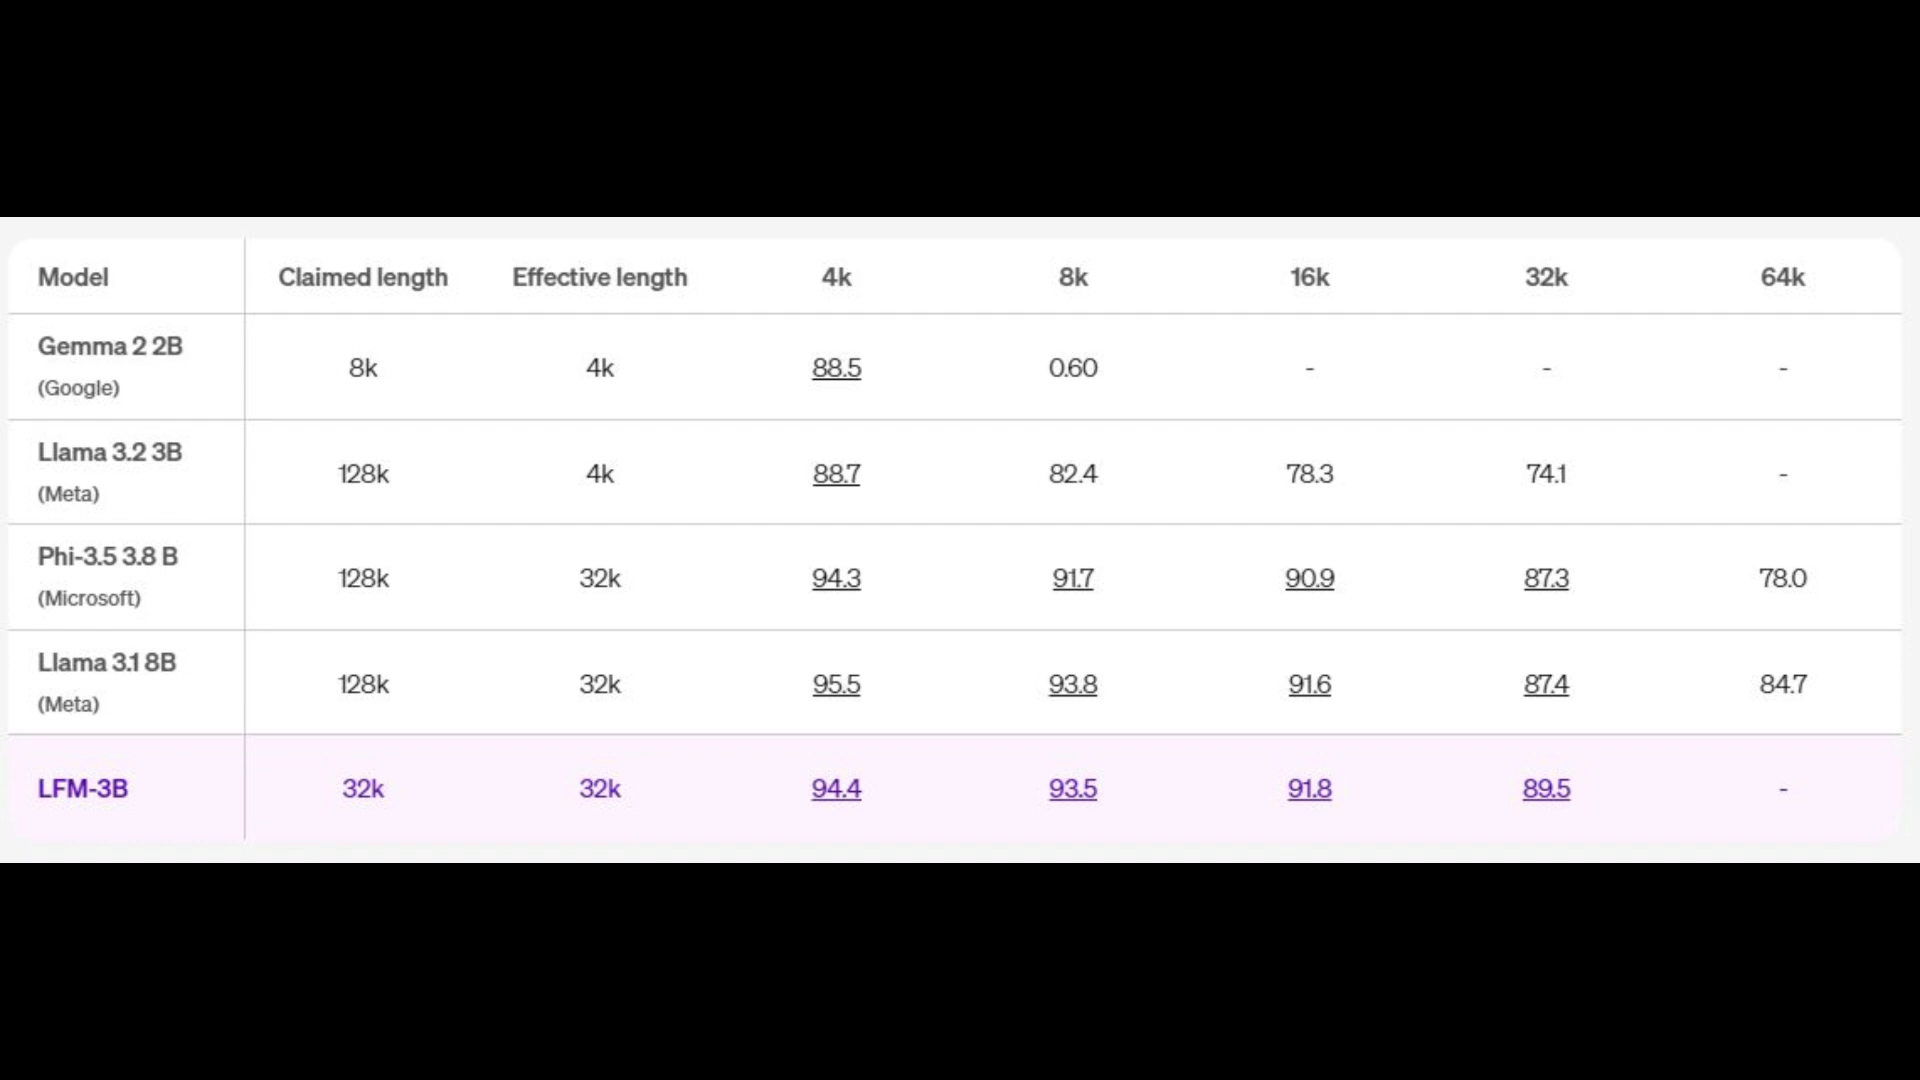 Model Claimed length Effective length 4k 8k 16k 32k 64k
Gemma 2 2B
(Google)
8k 4k 88.5 0.60 - - -
Llama 3.2 3B
(Meta)
128k 4k 88.7 82.4 78.3 74.1 -
Phi-3.5 3.8 B
(Microsoft)
128k 32k 94.3 91.7 90.9 87.3 78.0
Llama 3.1 8B
(Meta)
128k 32k 95.5 93.8 91.6 87.4 84.7
LFM-3B 32k 32k 94.4 93.5 91.8 89.5 -